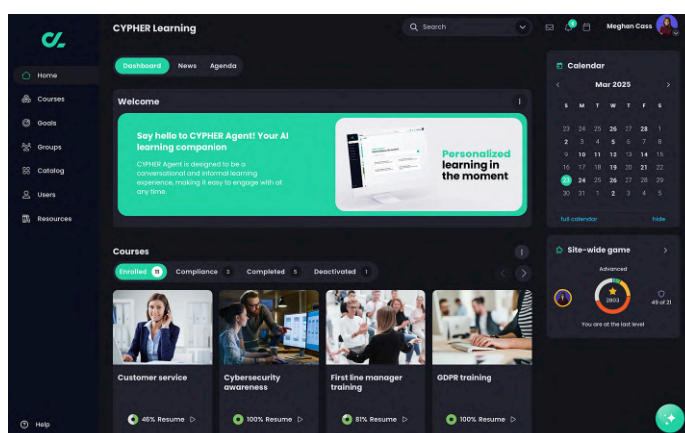 CYPHER Learning
Search
4
Meghan Cass
Home
Courses
Goals
Groups
Catalog
Users
Resources
Help
Dashboard
News
Agenda
Welcome
Say hello to CYPHER Agent! Your AI
learning companion
CYPHER Agent is designed to be a
conversational and informal learning
experience, making it easy to engage with at
any time.
Personalized
learning in
the moment
Courses
Enrolled 11
Compliance 3
Completed 5
Deactivated 1
Customer service
46% Resume
Cybersecurity
awareness
100% Resume
First line manager
training
81% Resume
GDPR training
100% Resume
Calendar
Mar 2025
S M T W T F S
23 24 25 26 27 28 1
2 3 4 5 6 7 8
9 10 11 12 13 14 15
16 17 18 19 20 21 22
23 24 25 26 27 28 29
30 31 1 2 3 4 5
full calendar
hide
Site-wide game
Advanced
2803
49 of 21
You are at the last level